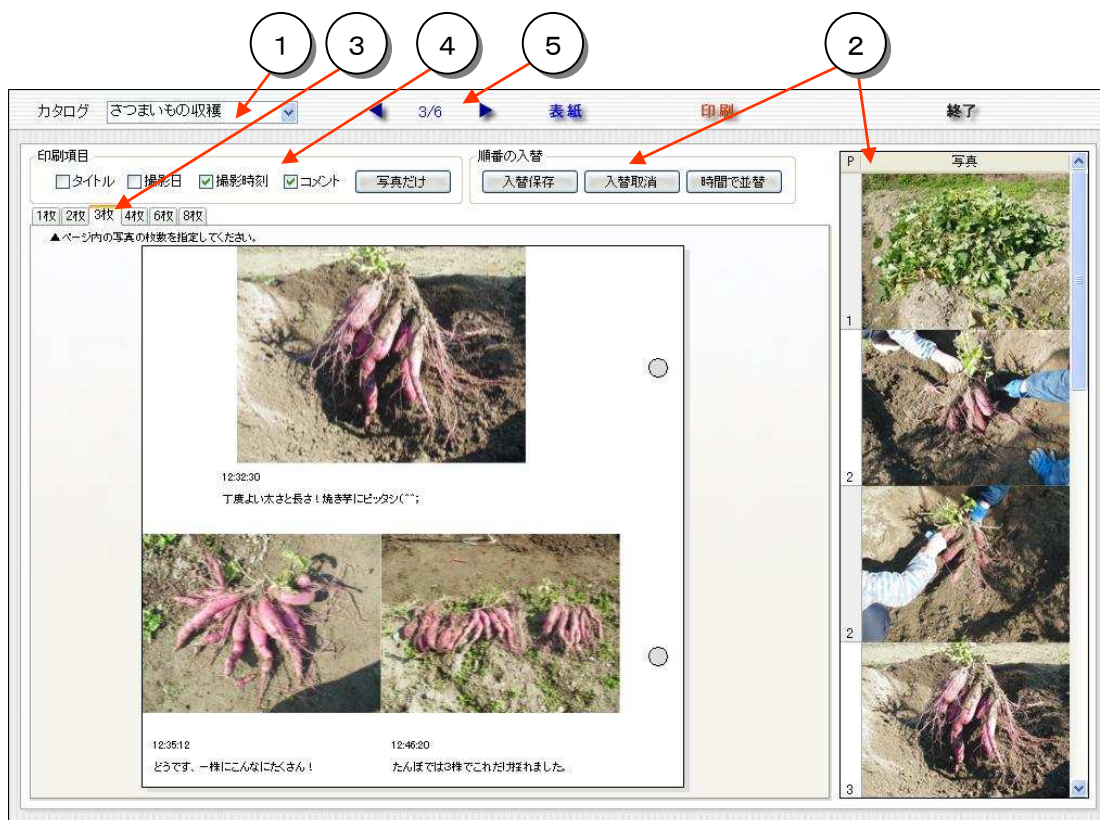 1 3 4 5 2
カタログ さつまいもの収穫 3/6 表紙 印刷 終了
印刷項目
タイトル 撮影日 撮影時刻 コメント 写真だけ
順番の入替
入替保存 入替取消 時間で並替
1枚 2枚 3枚 4枚 6枚 8枚
▲ページ内の写真の枚数を指定してください。
12:32:30
丁度よい太さと長さ!焼き芋にピッタシ(^^;
12:35:12
どうです、一株にこんなにたくさん!
12:46:20
たんぼでは3株でこれだけ採れました。
P 写真
1
2
2
3